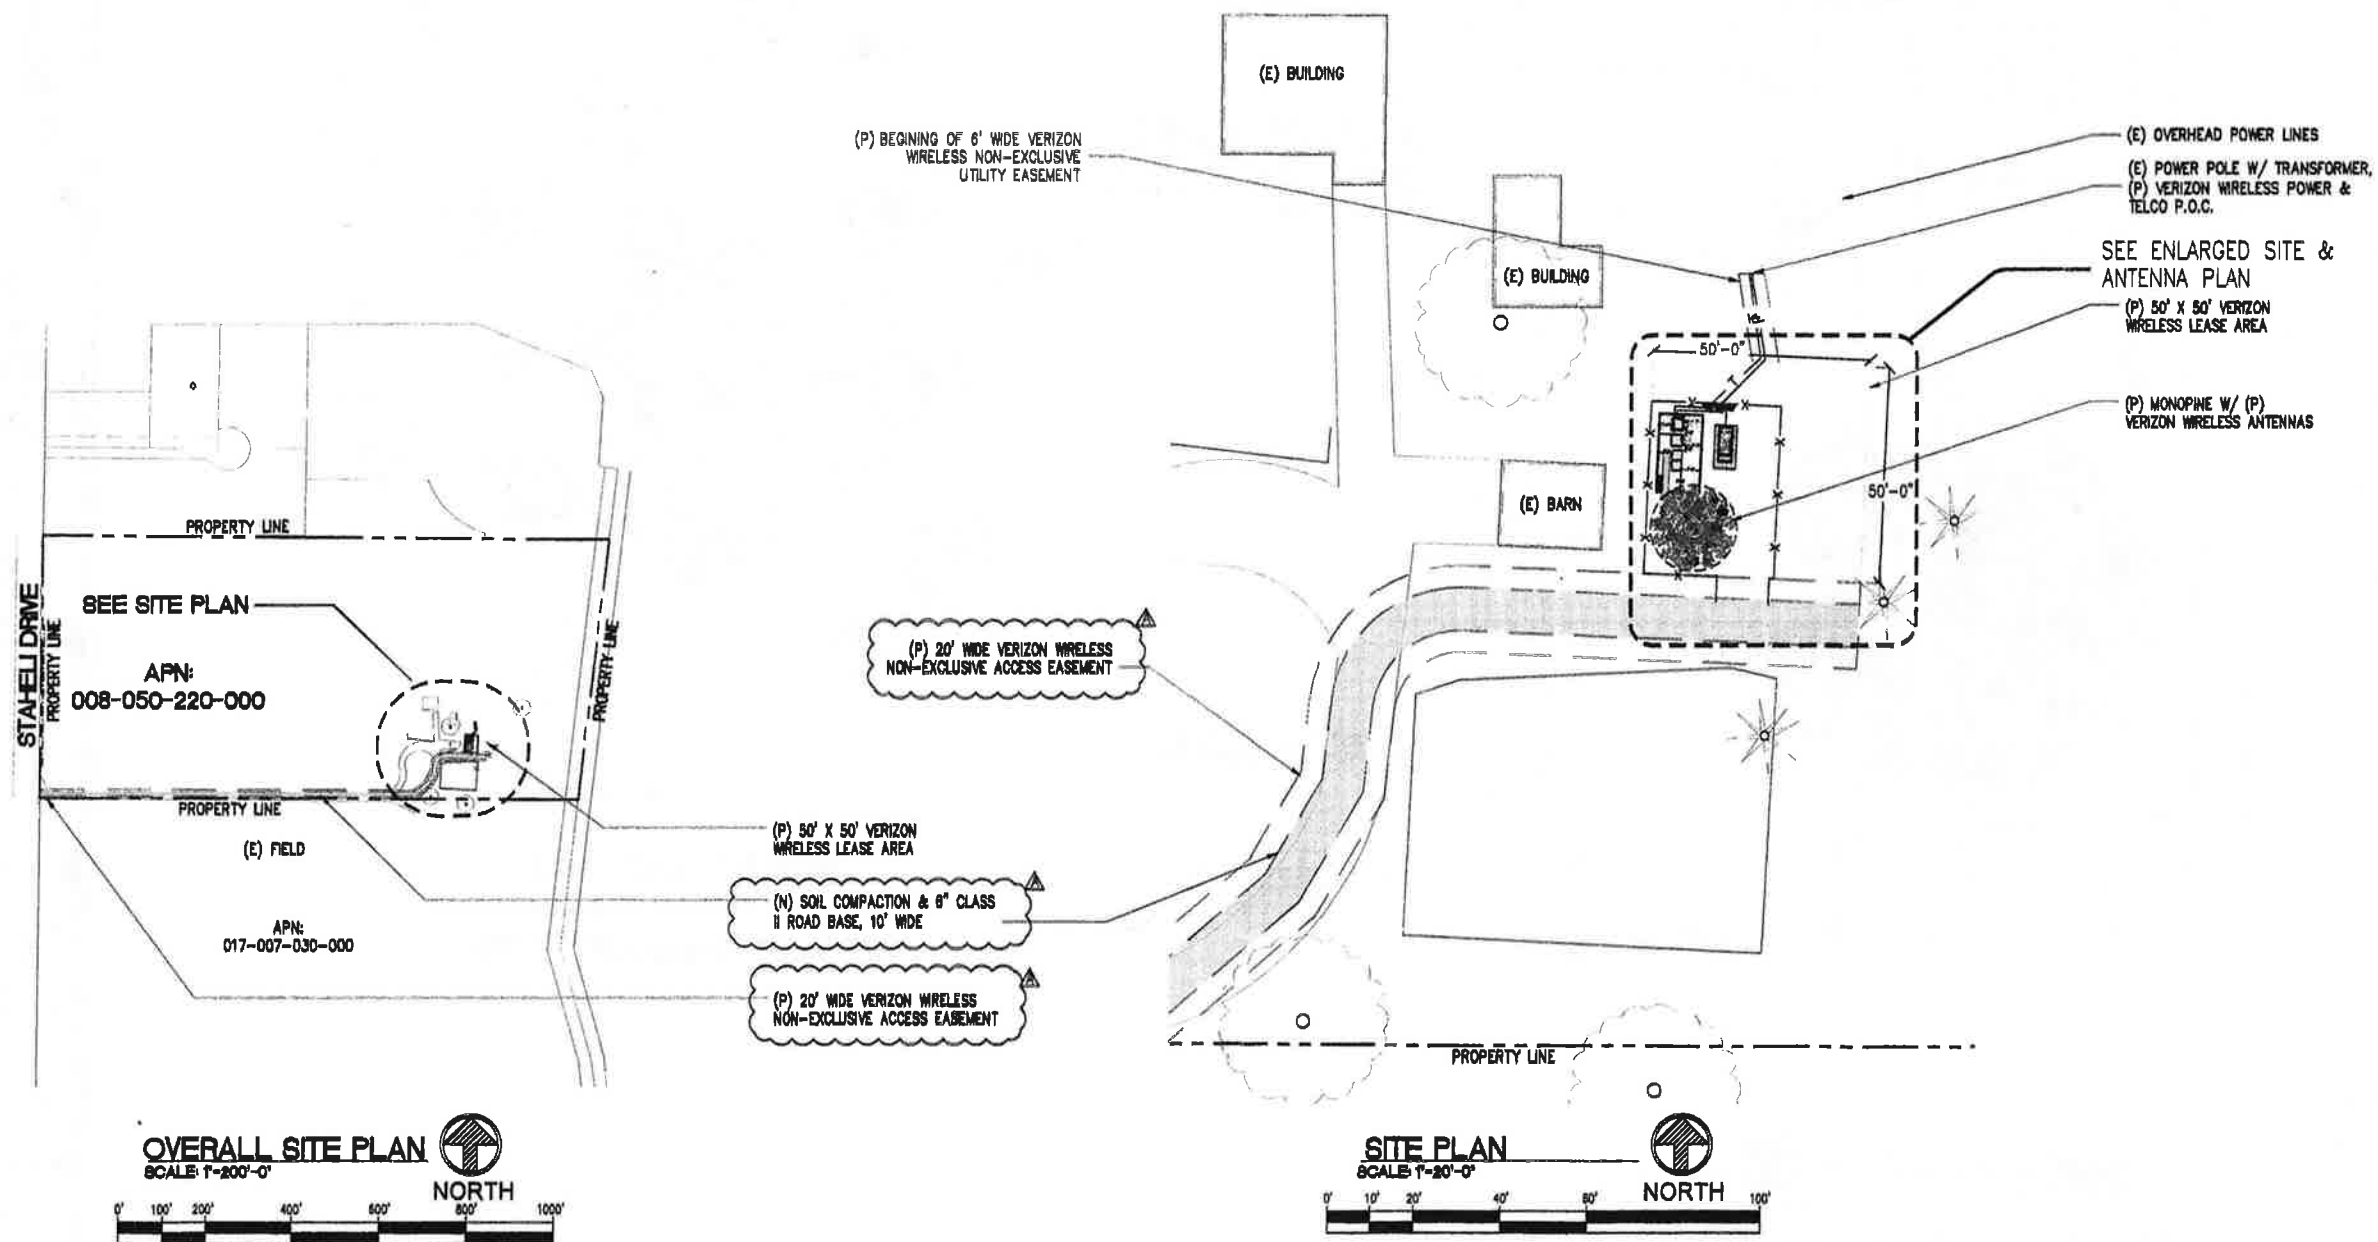 (E) BUILDING
(P) BEGINING OF 6' WIDE VERIZON
WIRELESS NON-EXCLUSIVE
UTILITY EASEMENT
(E) OVERHEAD POWER LINES
(E) POWER POLE W/ TRANSFORMER,
(P) VERIZON WIRELESS POWER &
TELCO P.O.C.
SEE ENLARGED SITE &
ANTENNA PLAN
(E) BUILDING
(P) 50' X 50' VERIZON
WIRELESS LEASE AREA
50'-0"
(P) MONOPINE W/ (P)
VERIZON WIRELESS ANTENNAS
50'-0"
(E) BARN
PROPERTY LINE
SEE SITE PLAN
STAHELI DRIVE
PROPERTY LINE
PROPERTY LINE
APN:
008-050-220-000
(P) 20' WIDE VERIZON WIRELESS
NON-EXCLUSIVE ACCESS EASEMENT
PROPERTY LINE
(E) FIELD
(P) 50' X 50' VERIZON
WIRELESS LEASE AREA
(N) SOIL COMPACTION & 6" CLASS
II ROAD BASE, 10' WIDE
APN:
017-007-030-000
(P) 20' WIDE VERIZON WIRELESS
NON-EXCLUSIVE ACCESS EASEMENT
PROPERTY LINE
OVERALL SITE PLAN
SCALE: 1"=200'-0"
NORTH
0' 100' 200' 400' 600' 800' 1000'
SITE PLAN
SCALE: 1"=20'-0"
NORTH
0' 10' 20' 40' 60' 100'